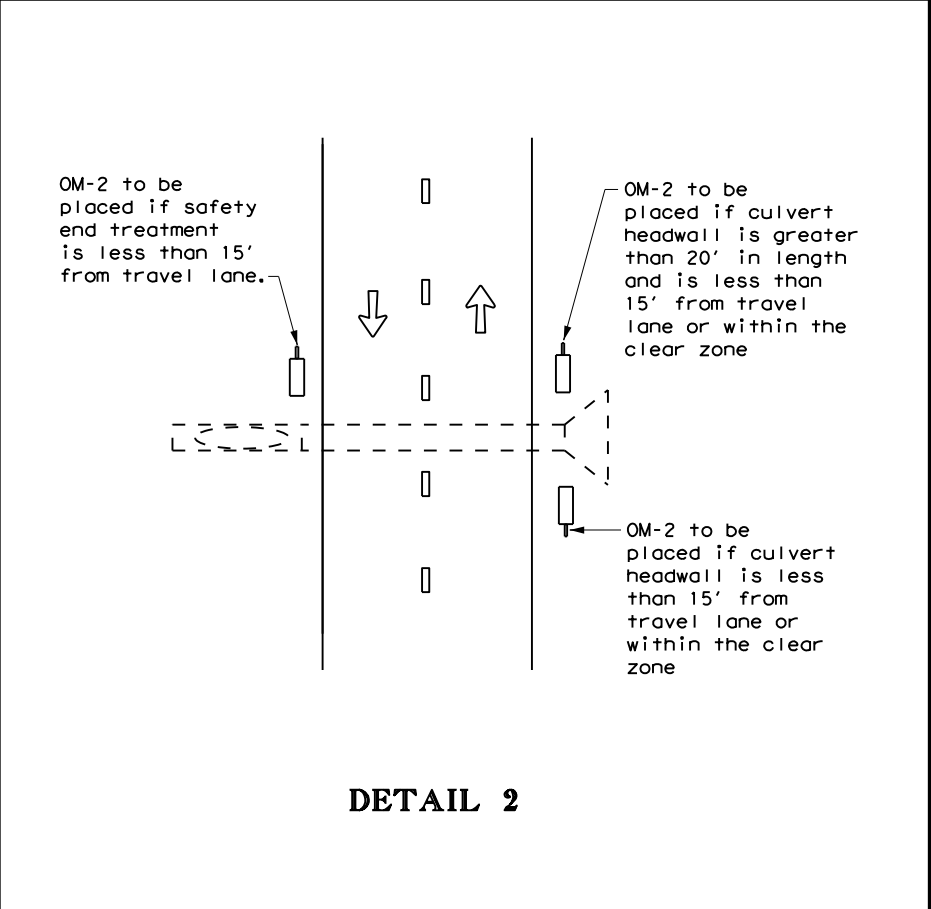 OM-2 to be
placed if safety
end treatment
is less than 15'
from travel lane.
OM-2 to be
placed if culvert
headwall is greater
than 20' in length
and is less than
15' from travel
lane or within the
clear zone
OM-2 to be
placed if culvert
headwall is less
than 15' from
travel lane or
within the clear
zone
DETAIL 2